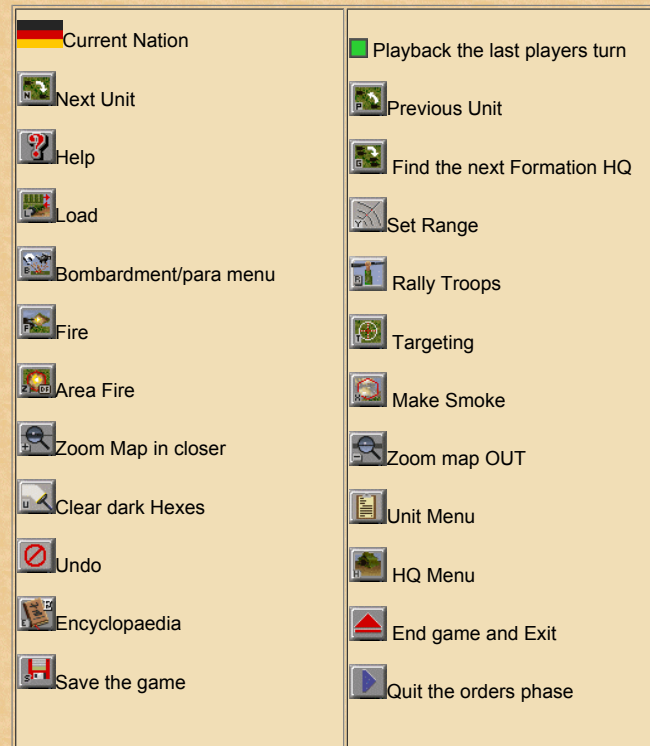 Current Nation
Next Unit
Help
Load
Bombardment/para menu
Fire
Area Fire
Zoom Map in closer
Clear dark Hexes
Undo
Encyclopaedia
Save the game
Playback the last players turn
Previous Unit
Find the next Formation HQ
Set Range
Rally Troops
Targeting
Make Smoke
Zoom map OUT
Unit Menu
HQ Menu
End game and Exit
Quit the orders phase